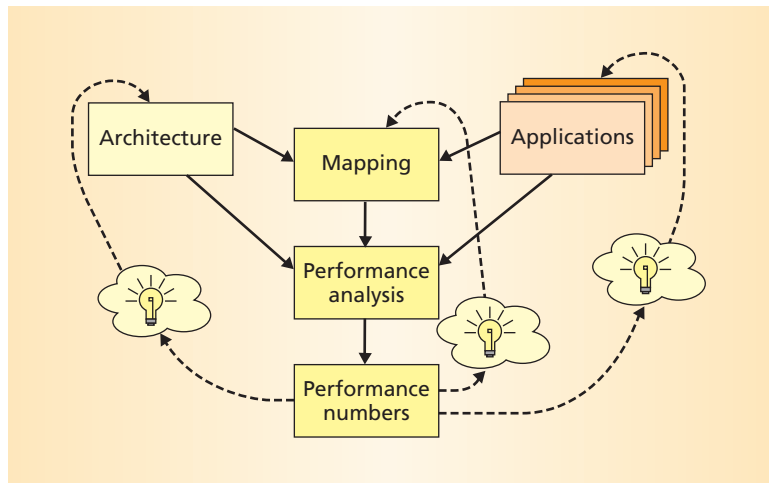 Architecture
Mapping
Applications
Performance
analysis
Performance
numbers